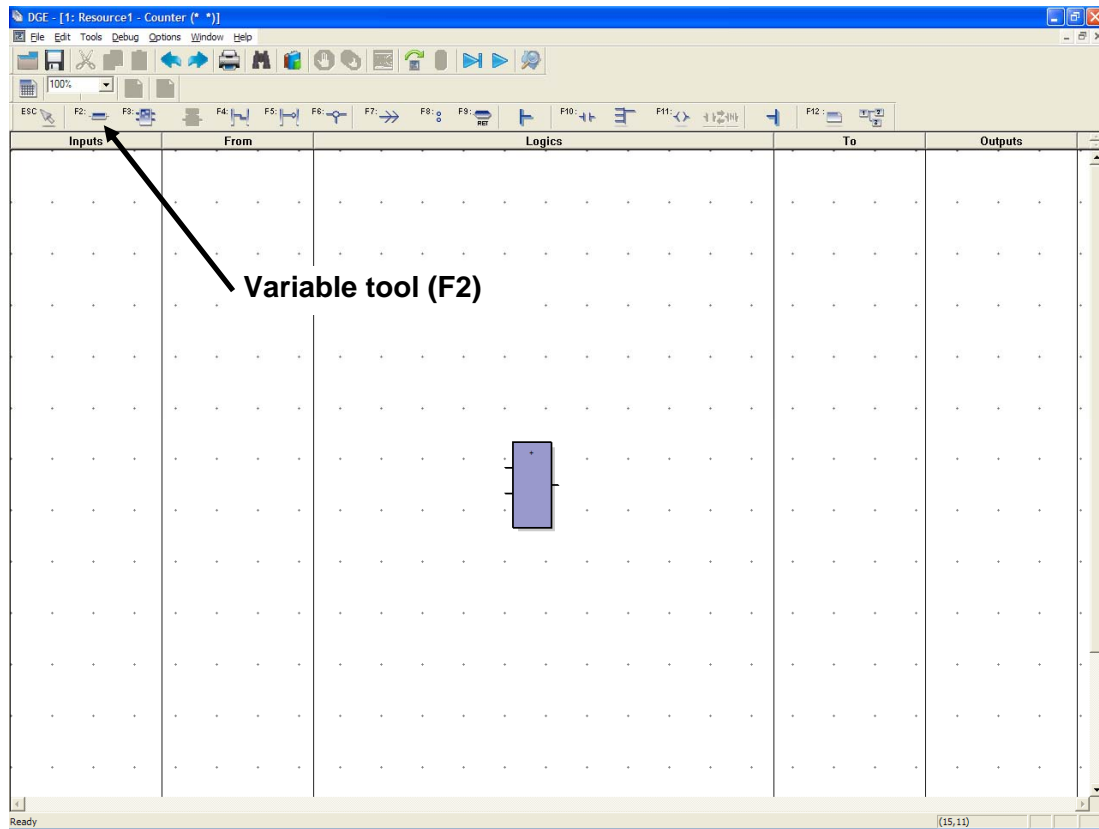 DGE - [1: Resource1 - Counter (* *)]
File Edit Tools Debug Options Window Help
100%
ESC F2: F3: F4: F5: F6: F7: F8: F9: RET F10: F11: F12:
Inputs From Logics To Outputs
Variable tool (F2)
+
Ready (15,11)